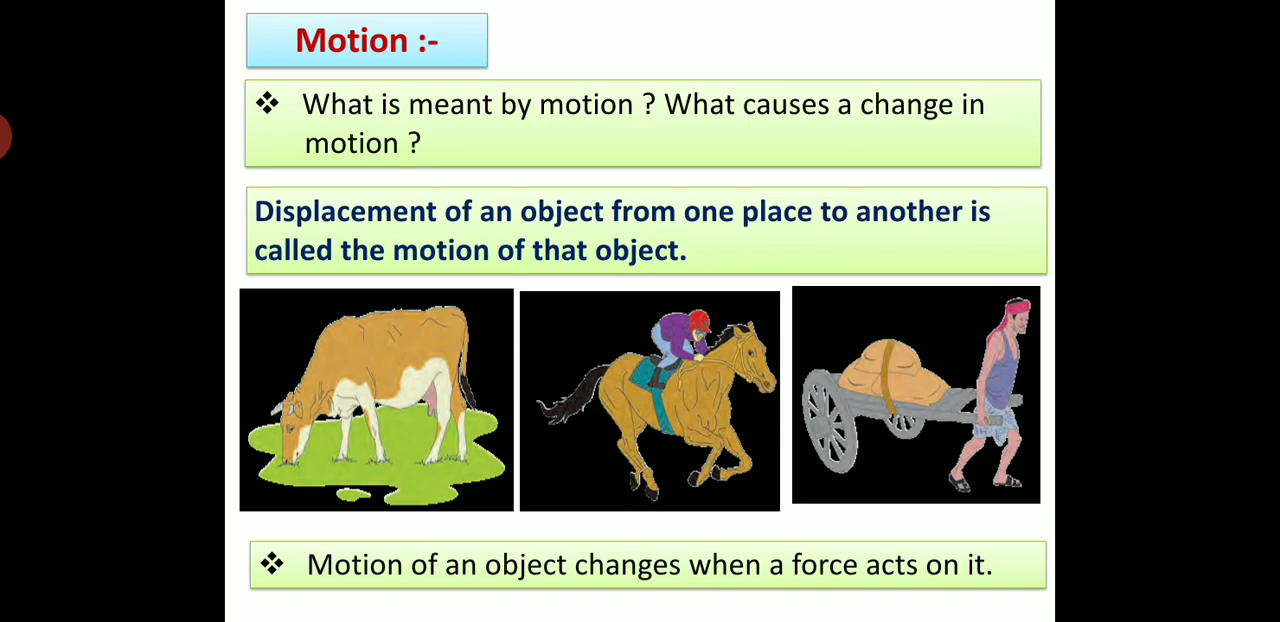 Motion :-
❖ What is meant by motion ? What causes a change in
motion ?
Displacement of an object from one place to another is
called the motion of that object.
❖ Motion of an object changes when a force acts on it.